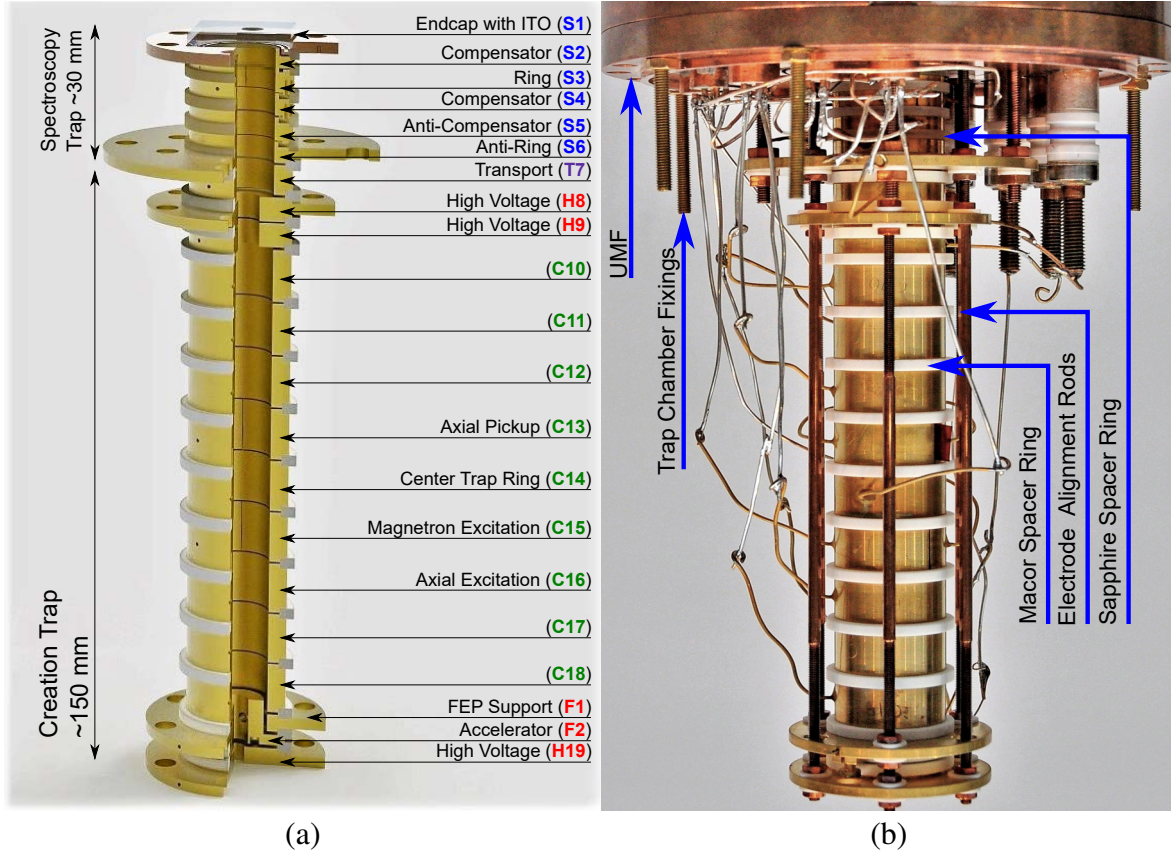 Endcap with ITO (S1)
Compensator (S2)
Ring (S3)
Compensator (S4)
Anti-Compensator (S5)
Anti-Ring (S6)
Transport (T7)
High Voltage (H8)
High Voltage (H9)
(C10)
(C11)
(C12)
Axial Pickup (C13)
Center Trap Ring (C14)
Magnetron Excitation (C15)
Axial Excitation (C16)
(C17)
(C18)
FEP Support (F1)
Accelerator (F2)
High Voltage (H19)
Spectroscopy
Trap ~30 mm
Creation Trap
~150 mm
(a)
UMF
Trap Chamber Fixings
Macor Spacer Ring
Electrode Alignment Rods
Sapphire Spacer Ring
(b)